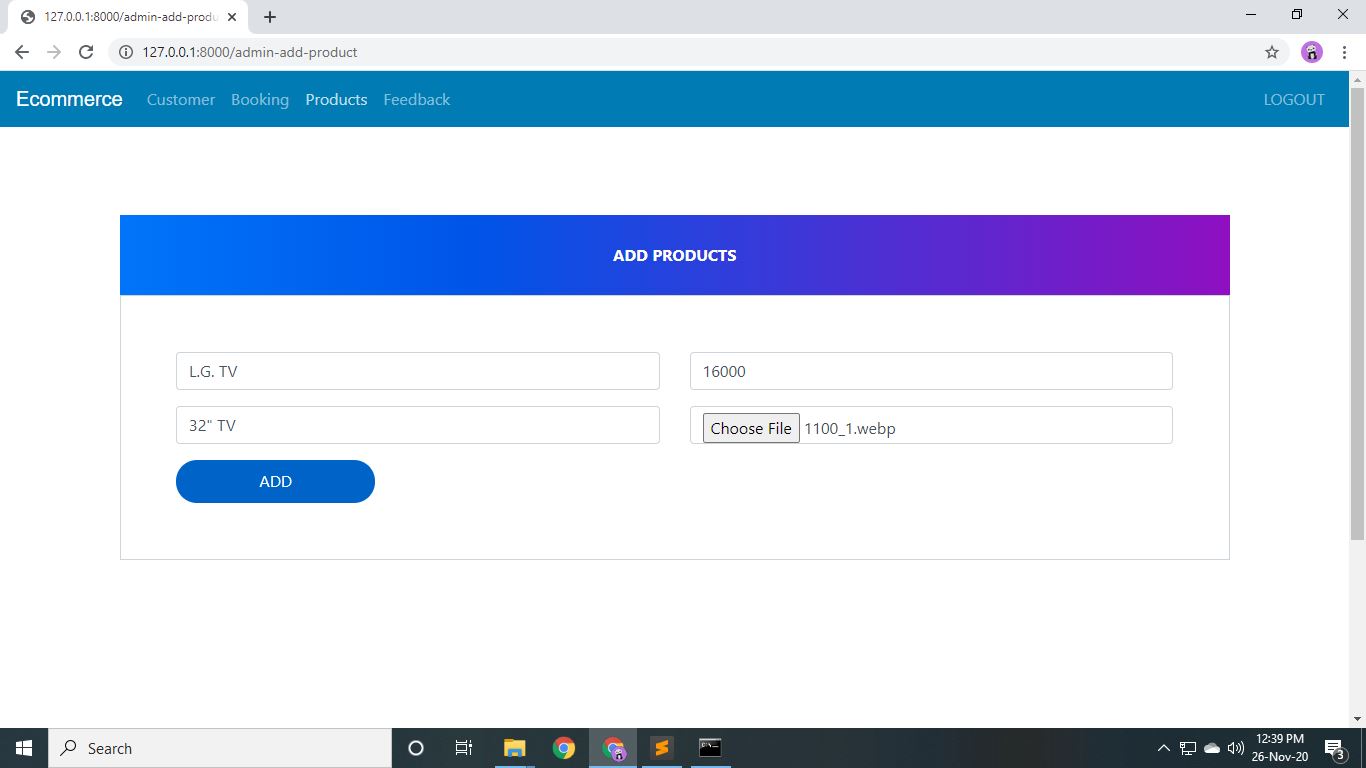 127.0.0.1:8000/admin-add-produ
127.0.0.1:8000/admin-add-product
Ecommerce Customer Booking Products Feedback LOGOUT
ADD PRODUCTS
L.G. TV 16000
32" TV Choose File 1100_1.webp
ADD
Search 12:39 PM
26-Nov-20 3